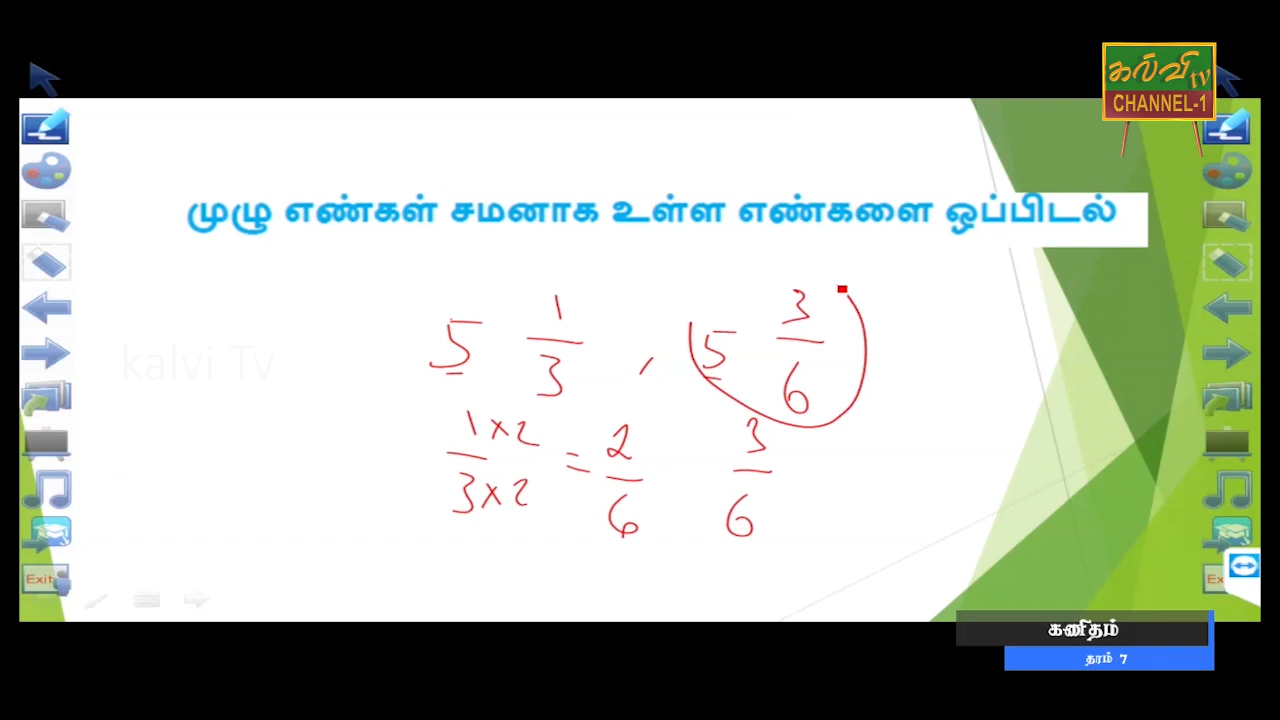 கல்வி tv
CHANNEL-1
முழு எண்கள் சமனாக உள்ள எண்களை ஒப்பிடல்
5 1/3 , 5 3/6
kalvi Tv
1×2/3×2 = 2/6 3/6
Exit
Ex
கணிதம்
தரம் 7